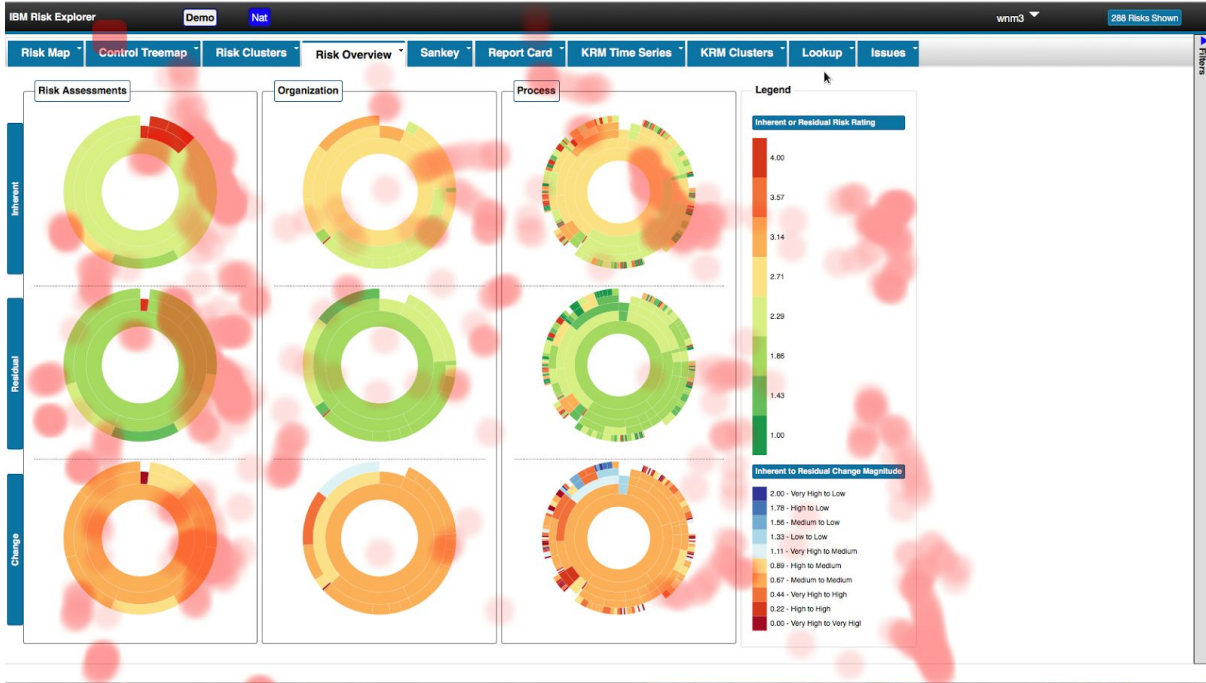 IBM Risk Explorer Demo Nat wnm3 288 Risks Shown
Risk Map Control Treemap Risk Clusters Risk Overview Sankey Report Card KRM Time Series KRM Clusters Lookup Issues
Filters
Risk Assessments Organization Process Legend
Inherent or Residual Risk Rating
4.00
3.57
3.14
2.71
2.29
1.86
1.43
1.00
Inherent
Residual
Change
Inherent to Residual Change Magnitude
2.00 - Very High to Low
1.78 - High to Low
1.56 - Medium to Low
1.33 - Low to Low
1.11 - Very High to Medium
0.89 - High to Medium
0.67 - Medium to Medium
0.44 - Very High to High
0.22 - High to High
0.00 - Very High to Very Higl